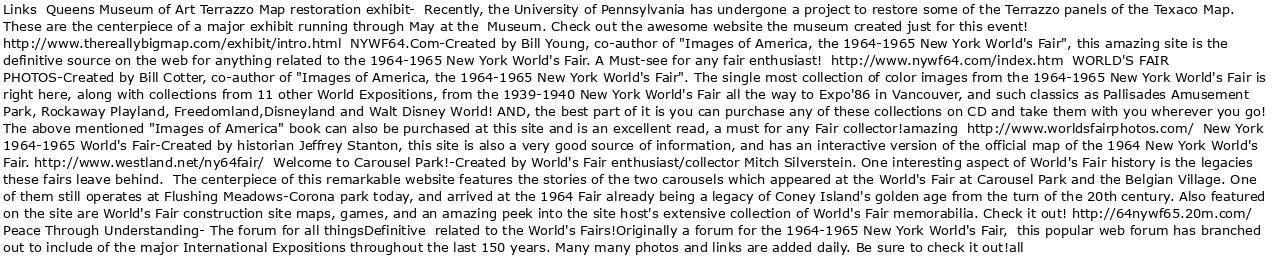 Links  Queens Museum of Art Terrazzo Map restoration exhibit-  Recently, the University of Pennsylvania has undergone a project to restore some of the Terrazzo panels of the Texaco Map.
These are the centerpiece of a major exhibit running through May at the  Museum. Check out the awesome website the museum created just for this event!
http://www.thereallybigmap.com/exhibit/intro.html  NYWF64.Com-Created by Bill Young, co-author of "Images of America, the 1964-1965 New York World's Fair", this amazing site is the
definitive source on the web for anything related to the 1964-1965 New York World's Fair. A Must-see for any fair enthusiast!  http://www.nywf64.com/index.htm  WORLD'S FAIR
PHOTOS-Created by Bill Cotter, co-author of "Images of America, the 1964-1965 New York World's Fair". The single most collection of color images from the 1964-1965 New York World's Fair is
right here, along with collections from 11 other World Expositions, from the 1939-1940 New York World's Fair all the way to Expo'86 in Vancouver, and such classics as Pallisades Amusement
Park, Rockaway Playland, Freedomland,Disneyland and Walt Disney World! AND, the best part of it is you can purchase any of these collections on CD and take them with you wherever you go!
The above mentioned "Images of America" book can also be purchased at this site and is an excellent read, a must for any Fair collector!amazing  http://www.worldsfairphotos.com/  New York
1964-1965 World's Fair-Created by historian Jeffrey Stanton, this site is also a very good source of information, and has an interactive version of the official map of the 1964 New York World's
Fair. http://www.westland.net/ny64fair/  Welcome to Carousel Park!-Created by World's Fair enthusiast/collector Mitch Silverstein. One interesting aspect of World's Fair history is the legacies
these fairs leave behind.  The centerpiece of this remarkable website features the stories of the two carousels which appeared at the World's Fair at Carousel Park and the Belgian Village. One
of them still operates at Flushing Meadows-Corona park today, and arrived at the 1964 Fair already being a legacy of Coney Island's golden age from the turn of the 20th century. Also featured
on the site are World's Fair construction site maps, games, and an amazing peek into the site host's extensive collection of World's Fair memorabilia. Check it out! http://64nywf65.20m.com/
Peace Through Understanding- The forum for all thingsDefinitive  related to the World's Fairs!Originally a forum for the 1964-1965 New York World's Fair,  this popular web forum has branched
out to include of the major International Expositions throughout the last 150 years. Many many photos and links are added daily. Be sure to check it out!all